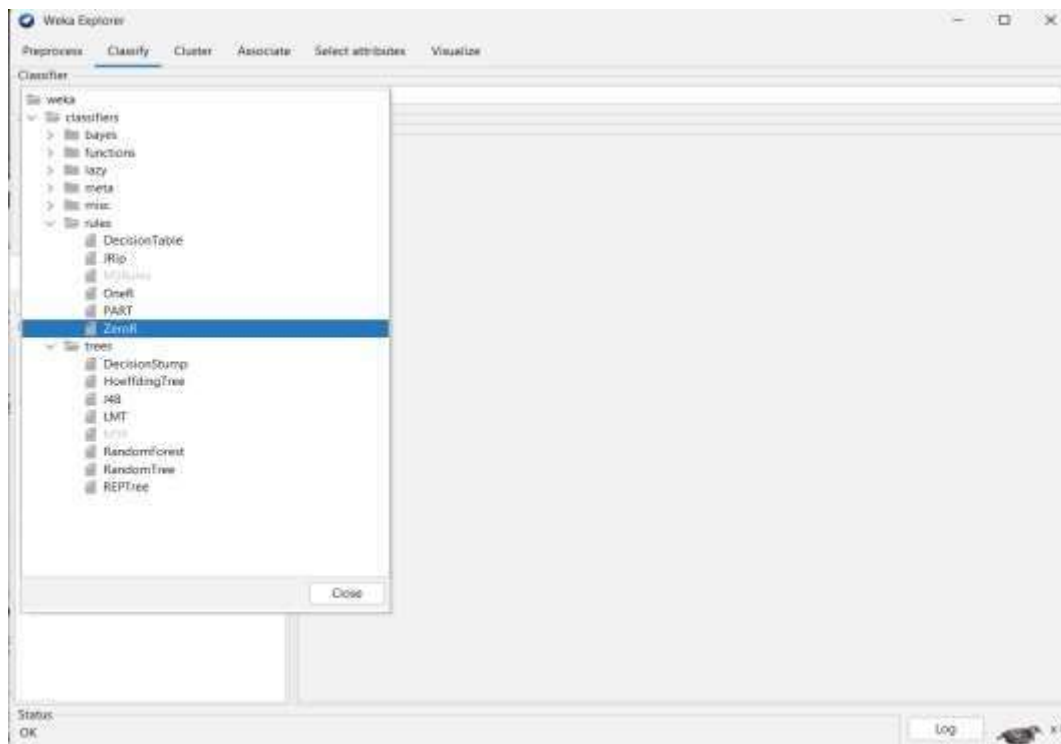 Weka Explorer
Preprocess Classify Cluster Associate Select attributes Visualize
Classifier
weka
classifiers
bayes
functions
lazy
meta
misc
rules
DecisionTable
JRip
M5Rules
OneR
PART
ZeroR
trees
DecisionStump
HoeffdingTree
J48
LMT
RandomForest
RandomTree
REPTree
Close
Status
OK
Log
x